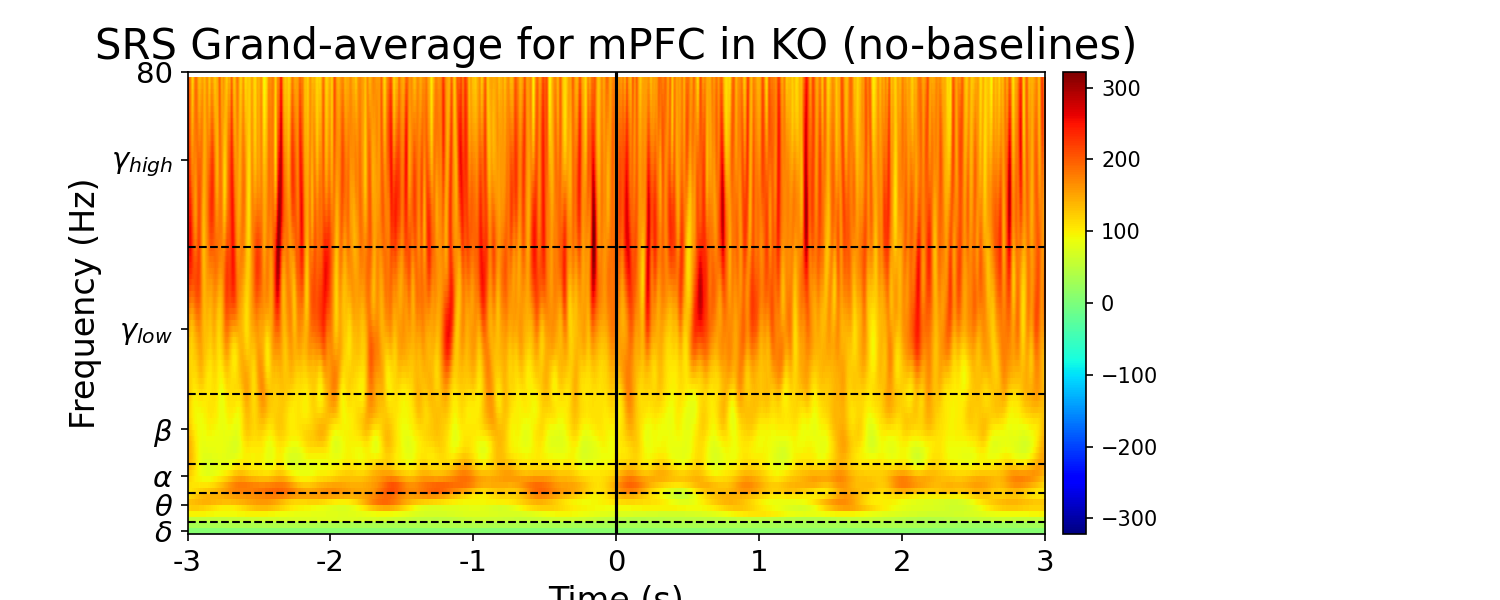 SRS Grand-average for mPFC in KO (no-baselines)
80
γhigh
γlow
β
α
θ
δ
Frequency (Hz)
-3 -2 -1 0 1 2 3
Time (s)
300
200
100
0
−100
−200
−300